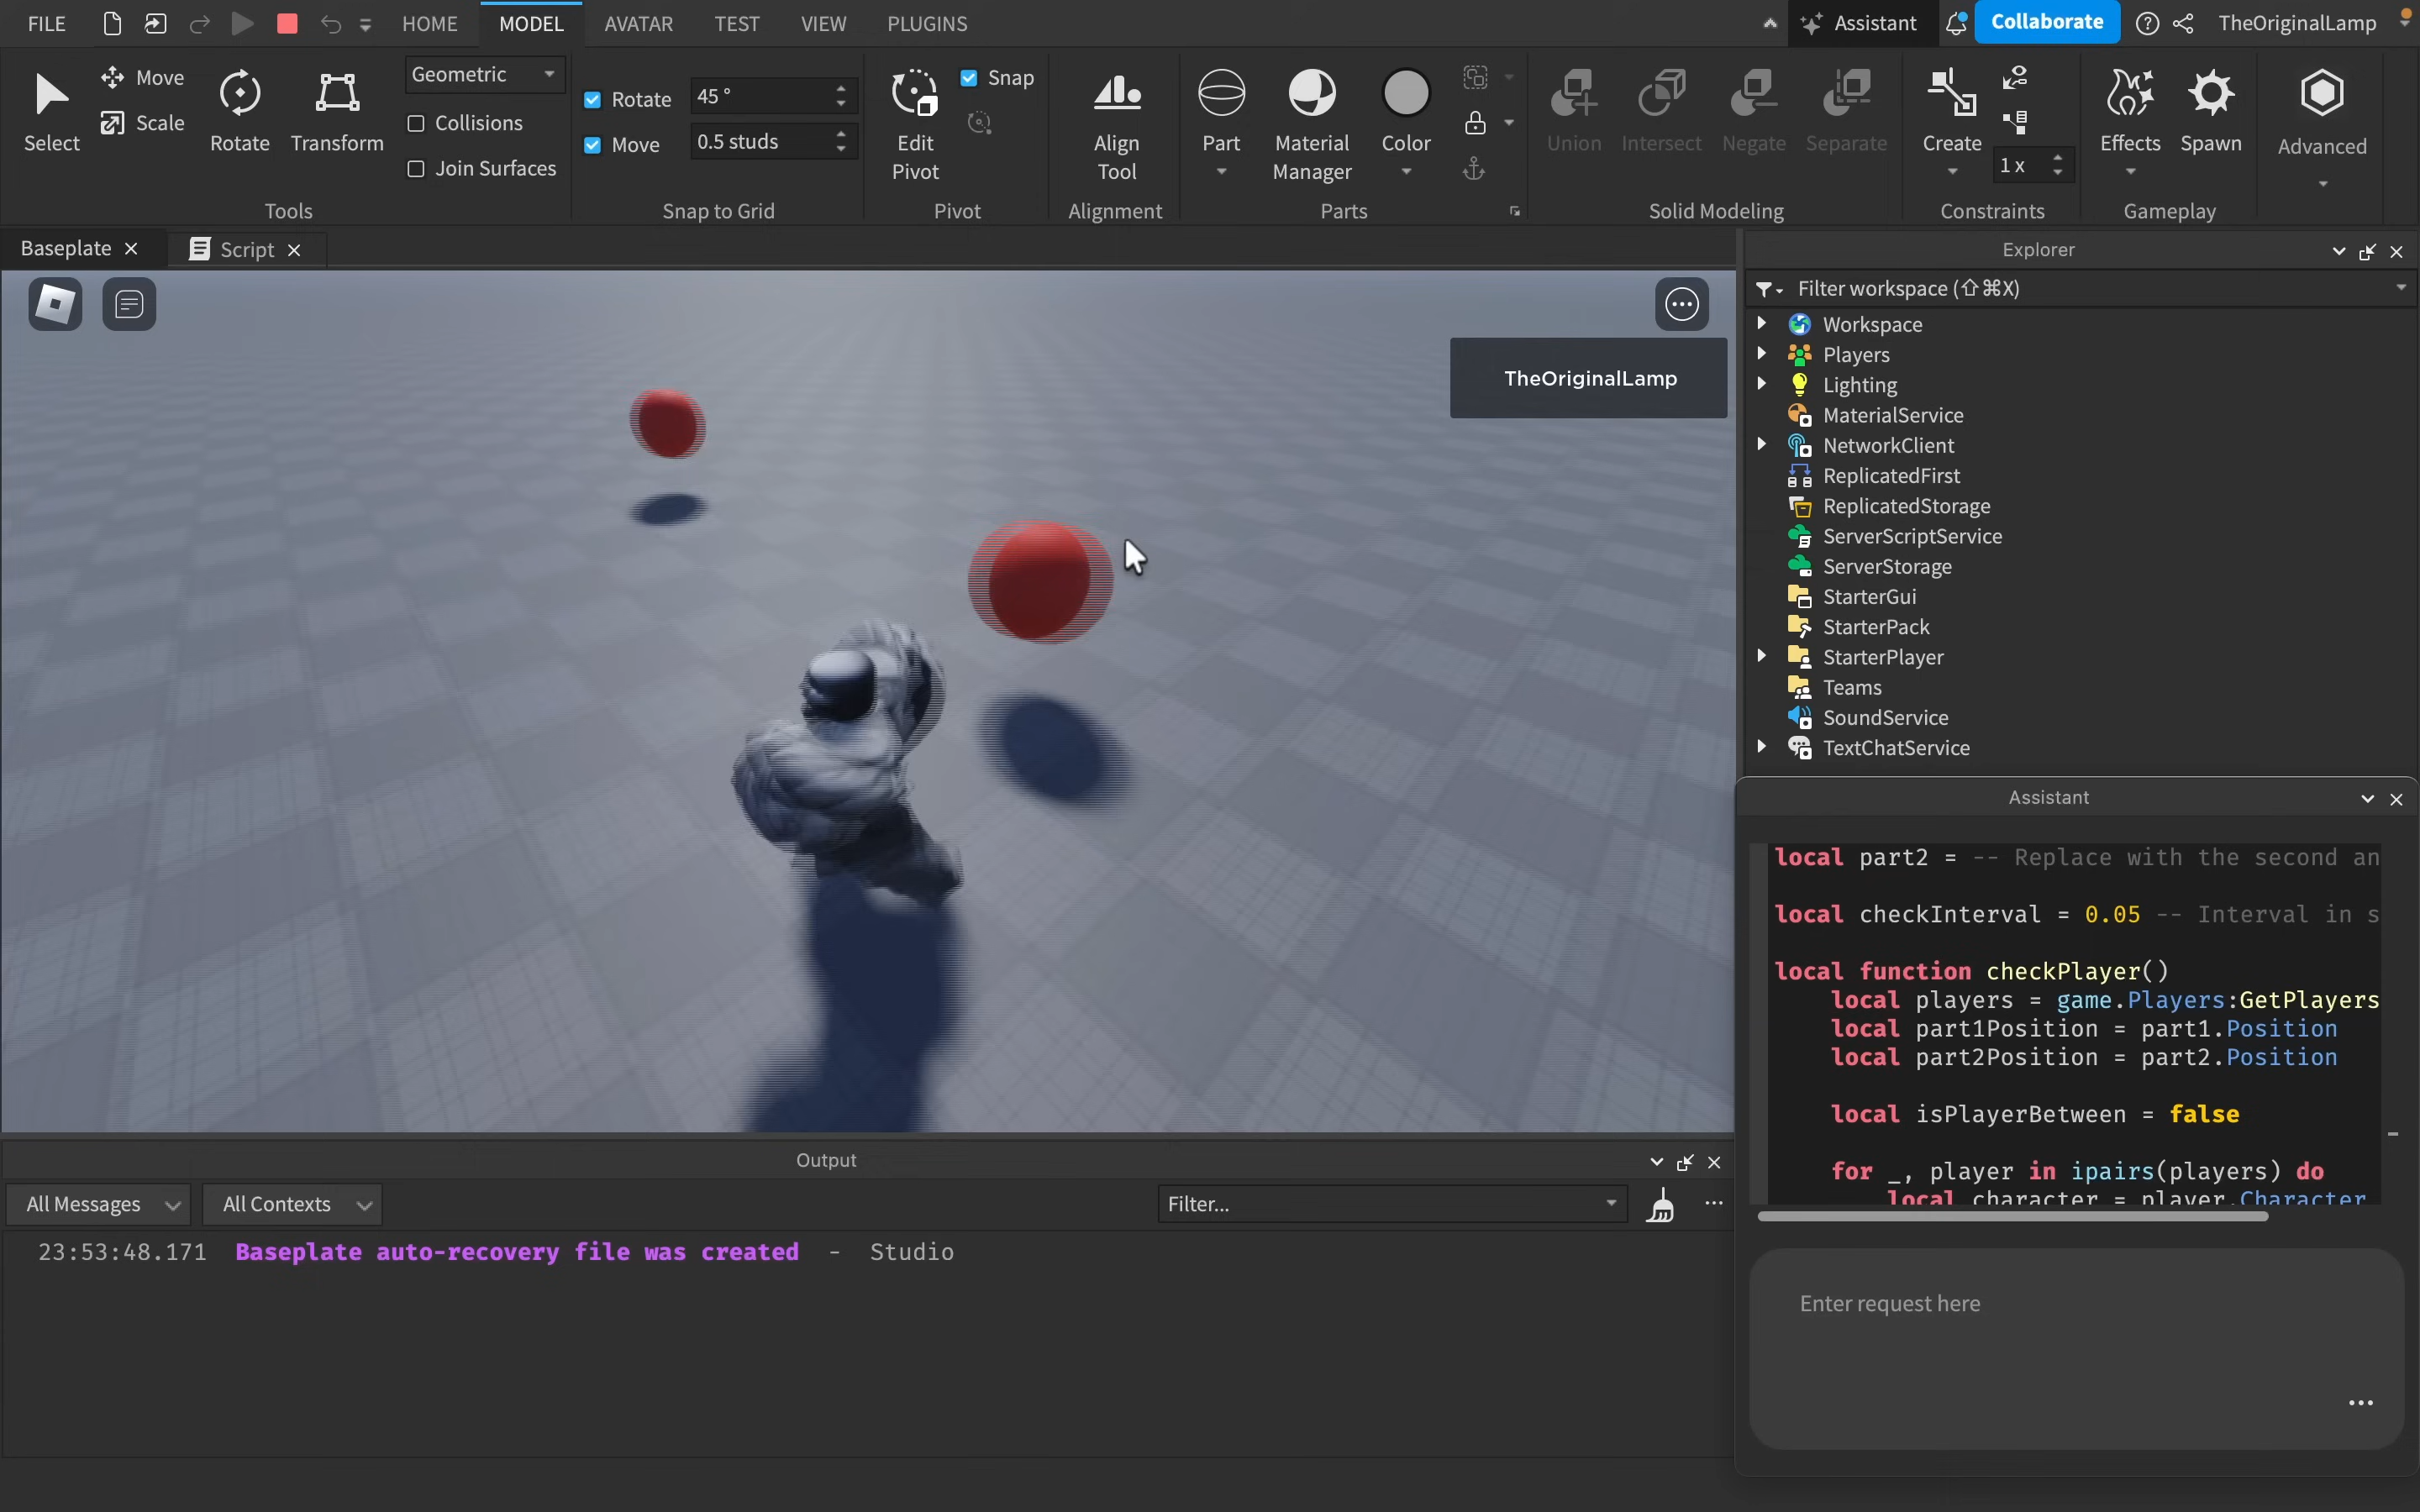 FILE HOME MODEL AVATAR TEST VIEW PLUGINS Assistant Collaborate TheOriginalLamp
Select Move Scale Rotate Transform Geometric Collisions Join Surfaces
Tools
Rotate 45 °
Move 0.5 studs
Snap to Grid
Edit Pivot Snap
Pivot
Align Tool
Alignment
Part Material Manager Color
Parts
Union Intersect Negate Separate
Solid Modeling
Create 1 x
Constraints
Effects Spawn
Gameplay
Advanced
Baseplate Script
TheOriginalLamp
Explorer
Filter workspace (⇧⌘X)
Workspace
Players
Lighting
MaterialService
NetworkClient
ReplicatedFirst
ReplicatedStorage
ServerScriptService
ServerStorage
StarterGui
StarterPack
StarterPlayer
Teams
SoundService
TextChatService
Assistant
local part2 = -- Replace with the second an
local checkInterval = 0.05 -- Interval in s
local function checkPlayer()
local players = game.Players:GetPlayers
local part1Position = part1.Position
local part2Position = part2.Position
local isPlayerBetween = false
for _, player in ipairs(players) do
local character = player.Character
Enter request here
Output
All Messages All Contexts Filter...
23:53:48.171 Baseplate auto-recovery file was created - Studio